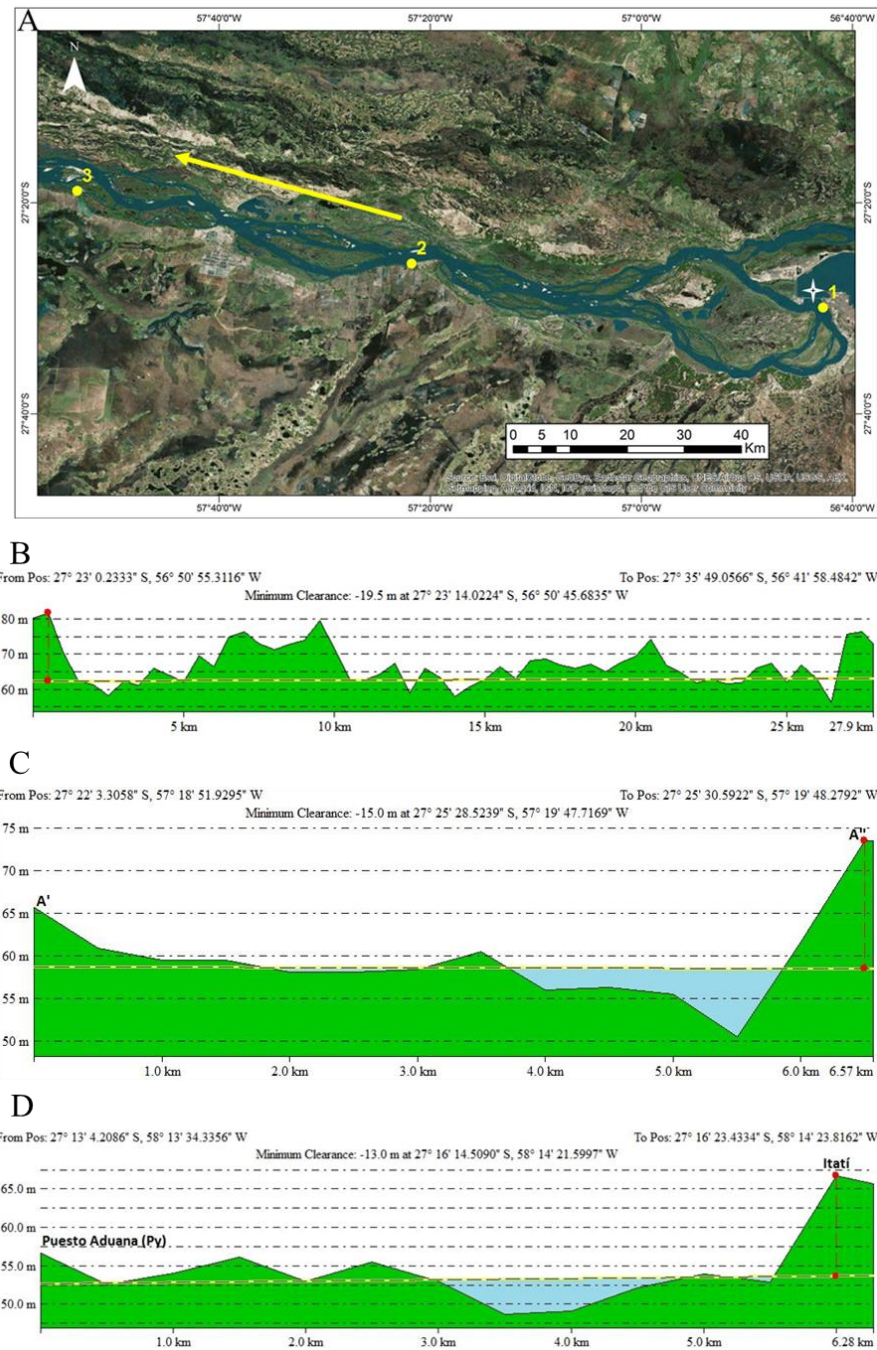 A
57°40'0"W 57°20'0"W 57°0'0"W 56°40'0"W
N
27°20'0"S 27°20'0"S
27°40'0"S 27°40'0"S
3
2
1
0 5 10 20 30 40
Km
57°40'0"W 57°20'0"W 57°0'0"W 56°40'0"W
B
From Pos: 27° 23' 0.2333" S, 56° 50' 55.3116" W To Pos: 27° 35' 49.0566" S, 56° 41' 58.4842" W
Minimum Clearance: -19.5 m at 27° 23' 14.0224" S, 56° 50' 45.6835" W
80 m
70 m
60 m
5 km 10 km 15 km 20 km 25 km 27.9 km
C
From Pos: 27° 22' 3.3058" S, 57° 18' 51.9295" W To Pos: 27° 25' 30.5922" S, 57° 19' 48.2792" W
Minimum Clearance: -15.0 m at 27° 25' 28.5239" S, 57° 19' 47.7169" W
75 m
A"
70 m
A'
65 m
60 m
55 m
50 m
1.0 km 2.0 km 3.0 km 4.0 km 5.0 km 6.0 km 6.57 km
D
From Pos: 27° 13' 4.2086" S, 58° 13' 34.3356" W To Pos: 27° 16' 23.4334" S, 58° 14' 23.8162" W
Minimum Clearance: -13.0 m at 27° 16' 14.5090" S, 58° 14' 21.5997" W
Itatí
65.0 m
60.0 m
Puesto Aduana (Py)
55.0 m
50.0 m
1.0 km 2.0 km 3.0 km 4.0 km 5.0 km 6.28 km